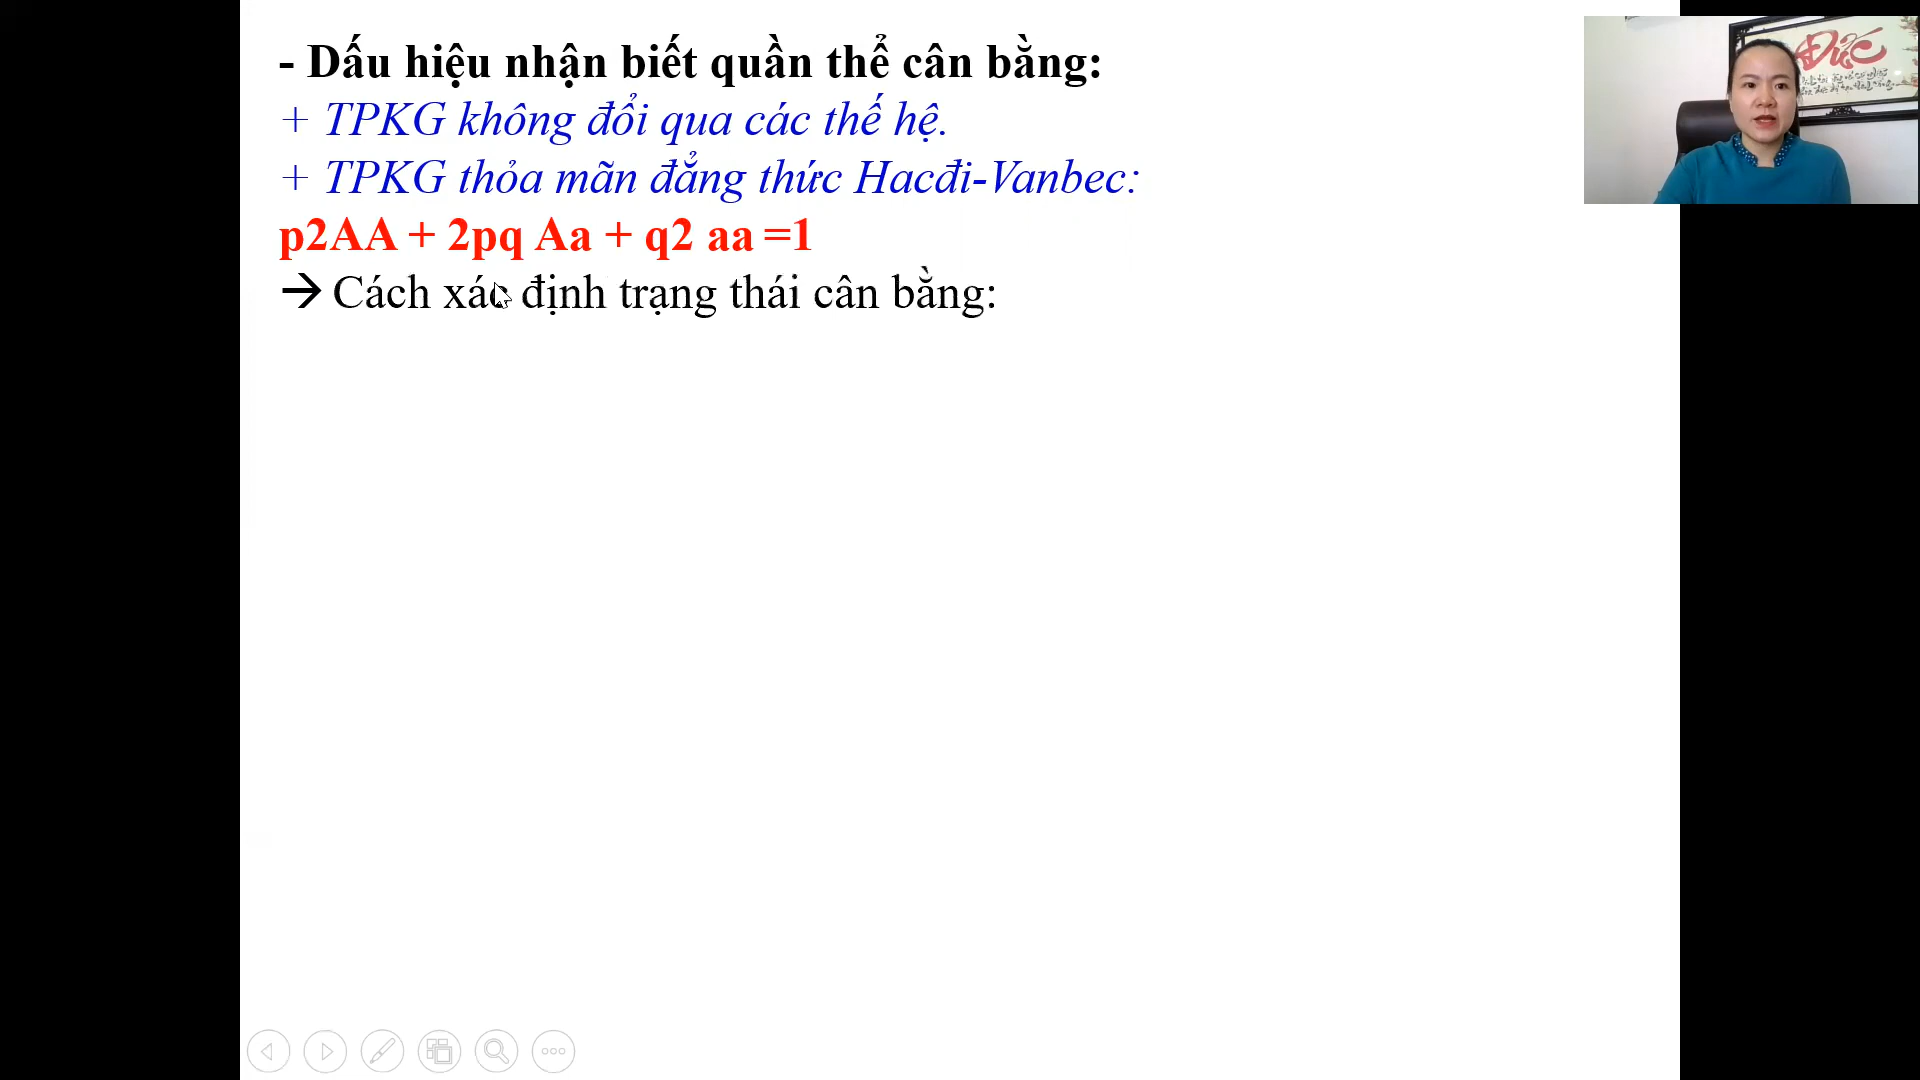 - Dấu hiệu nhận biết quần thể cân bằng:
+ TPKG không đổi qua các thế hệ.
+ TPKG thỏa mãn đẳng thức Hacđi-Vanbec:
p2AA + 2pq Aa + q2 aa =1
→ Cách xác định trạng thái cân bằng:
Đức